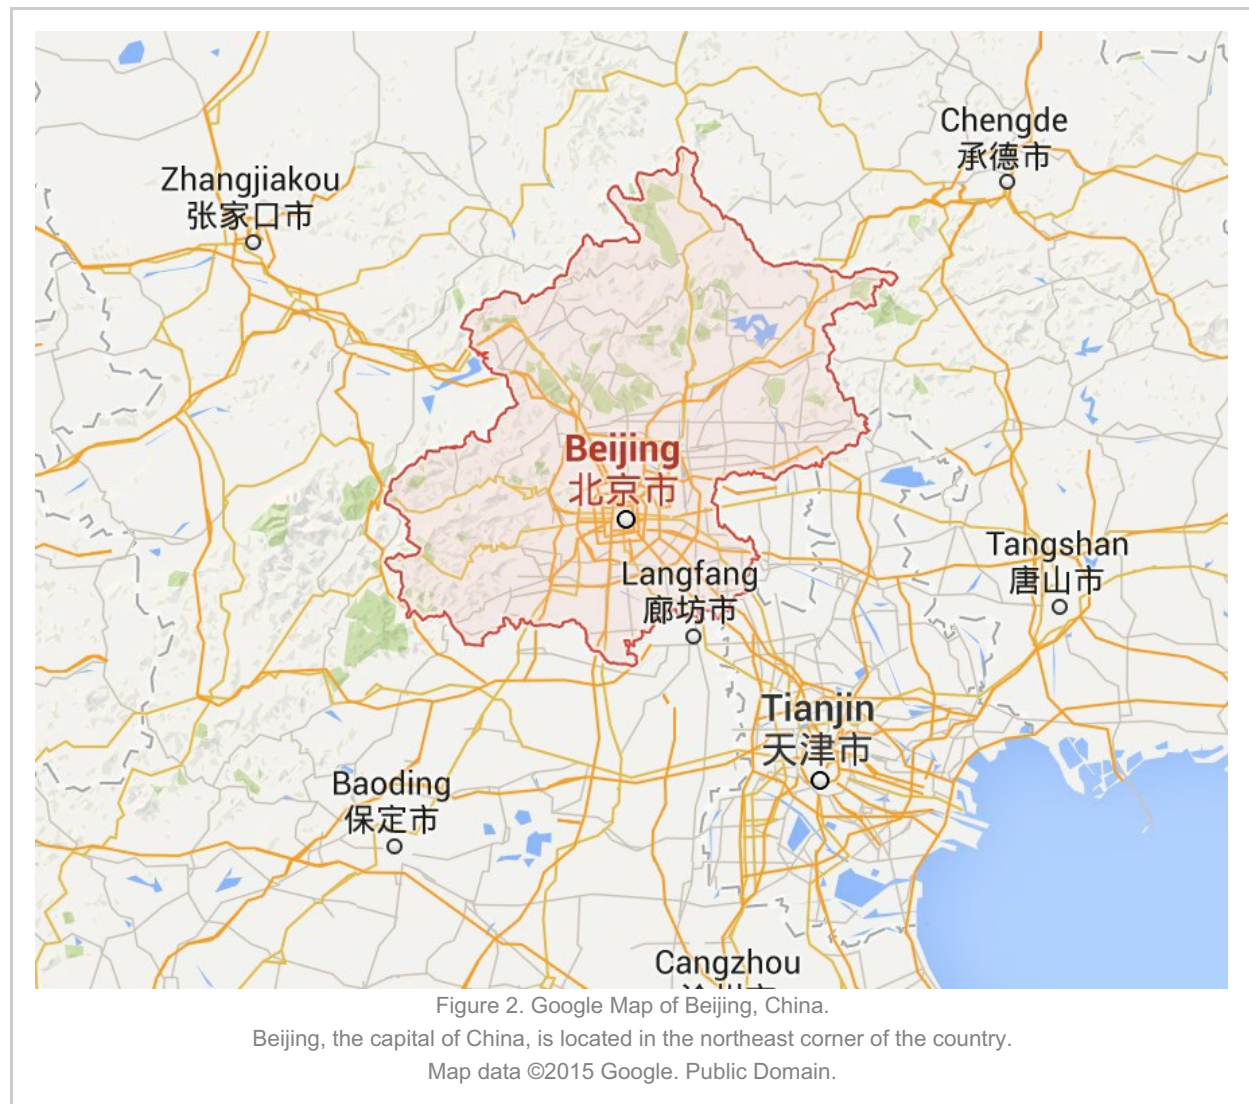 Chengde
承德市
Zhangjiakou
张家口市
Beijing
北京市
Tangshan
唐山市
Langfang
廊坊市
Tianjin
天津市
Baoding
保定市
Cangzhou
Figure 2. Google Map of Beijing, China.
Beijing, the capital of China, is located in the northeast corner of the country.
Map data ©2015 Google. Public Domain.